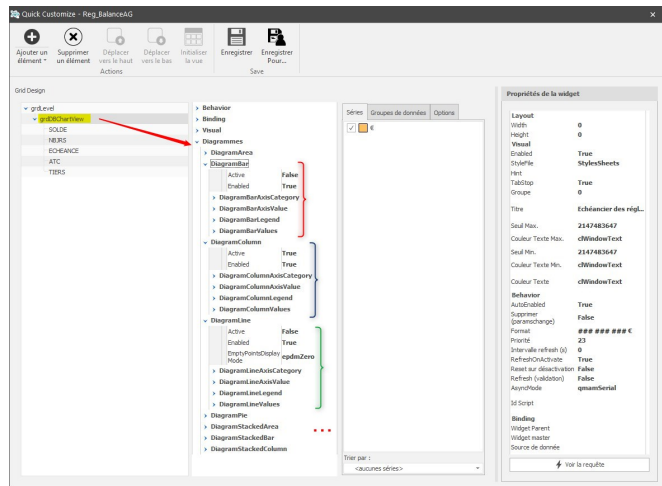 Quick Customize - Reg_BalanceAG
Ajouter un élément
Supprimer un élément
Déplacer vers le haut
Déplacer vers le bas
Initialiser la vue
Enregistrer
Enregistrer Pour...
Actions
Save
Grid Design
grdLevel
grdDBChartView
SOLDE
NBJRS
ECHEANCE
ATC
TIERS
Behavior
Binding
Visual
Diagrammes
DiagramArea
DiagramBar
Active False
Enabled True
DiagramBarAxisCategory
DiagramBarAxisValue
DiagramBarLegend
DiagramBarValues
DiagramColumn
Active True
Enabled True
DiagramColumnAxisCategory
DiagramColumnAxisValue
DiagramColumnLegend
DiagramColumnValues
DiagramLine
Active False
Enabled True
EmptyPointsDisplay Mode epdmZero
DiagramLineAxisCategory
DiagramLineAxisValue
DiagramLineLegend
DiagramLineValues
DiagramPie
DiagramStackedArea
DiagramStackedBar
DiagramStackedColumn
...
Séries Groupes de données Options
€
Trier par :
<aucunes séries>
Propriétés de la widget
Layout
Width 0
Height 0
Visual
Enabled True
StyleFile StylesSheets
Hint
TabStop True
Groupe 0
Titre Echéancier des régl...
Seuil Max. 2147483647
Couleur Texte Max. clWindowText
Seuil Min. 2147483647
Couleur Texte Min. clWindowText
Couleur Texte clWindowText
Behavior
AutoEnabled True
Supprimer (paramschange) False
Format ### ### ### €
Priorité 23
Intervalle refresh (s) 0
RefreshOnActivate True
Reset sur désactivation False
Refresh (validation) False
AsyncMode qmamSerial
Id Script
Binding
Widget Parent
Widget master
Source de donnée
Voir la requête